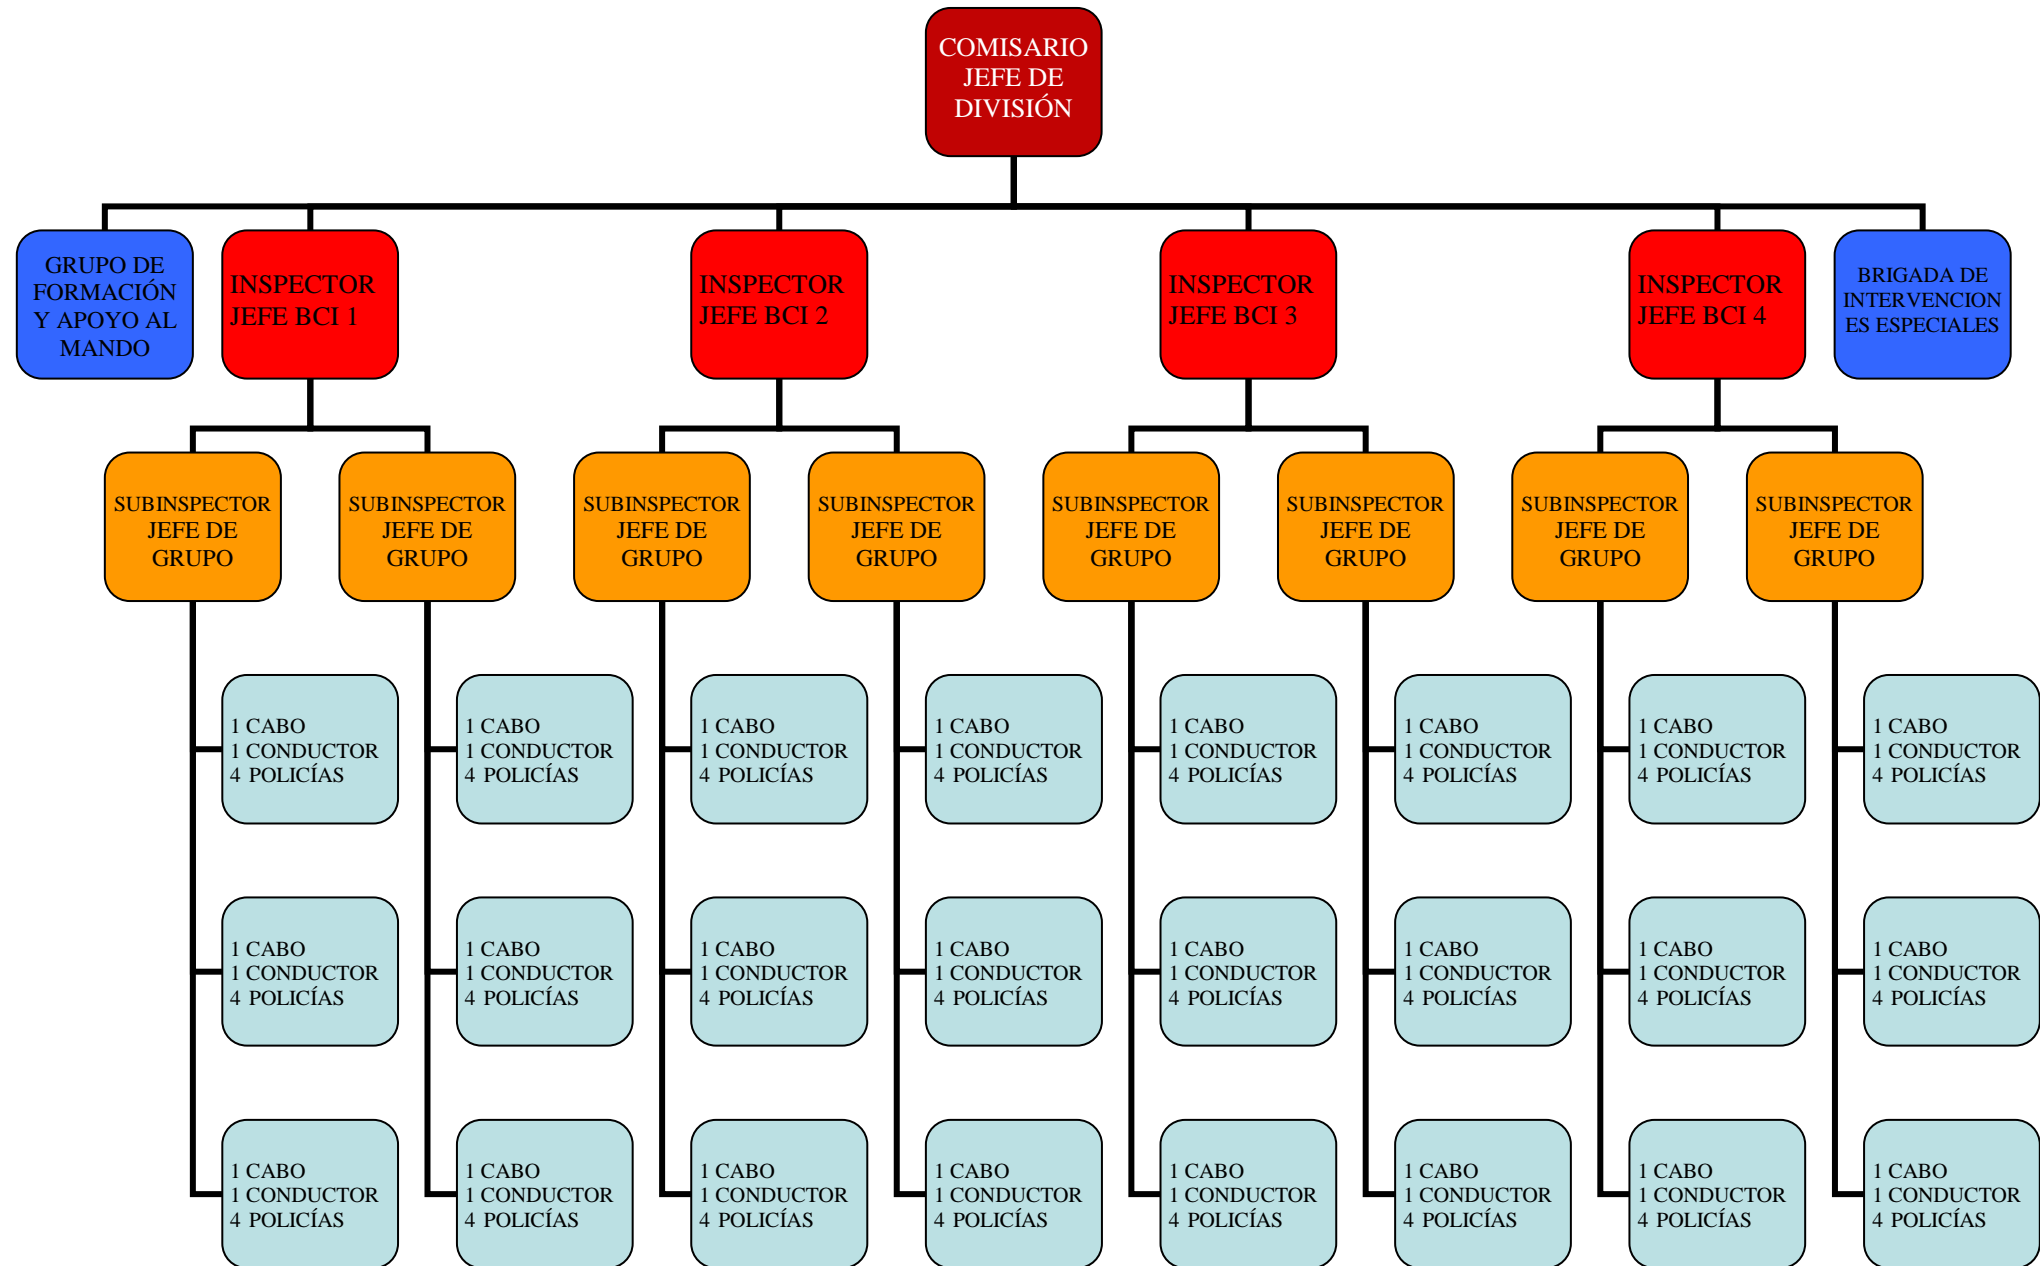 COMISARIO
JEFE DE
DIVISIÓN
GRUPO DE
FORMACIÓN
Y APOYO AL
MANDO
INSPECTOR
JEFE BCI 1
INSPECTOR
JEFE BCI 2
INSPECTOR
JEFE BCI 3
INSPECTOR
JEFE BCI 4
BRIGADA DE
INTERVENCION
ES ESPECIALES
SUBINSPECTOR
JEFE DE
GRUPO
SUBINSPECTOR
JEFE DE
GRUPO
SUBINSPECTOR
JEFE DE
GRUPO
SUBINSPECTOR
JEFE DE
GRUPO
SUBINSPECTOR
JEFE DE
GRUPO
SUBINSPECTOR
JEFE DE
GRUPO
SUBINSPECTOR
JEFE DE
GRUPO
SUBINSPECTOR
JEFE DE
GRUPO
1 CABO
1 CONDUCTOR
4 POLICÍAS
1 CABO
1 CONDUCTOR
4 POLICÍAS
1 CABO
1 CONDUCTOR
4 POLICÍAS
1 CABO
1 CONDUCTOR
4 POLICÍAS
1 CABO
1 CONDUCTOR
4 POLICÍAS
1 CABO
1 CONDUCTOR
4 POLICÍAS
1 CABO
1 CONDUCTOR
4 POLICÍAS
1 CABO
1 CONDUCTOR
4 POLICÍAS
1 CABO
1 CONDUCTOR
4 POLICÍAS
1 CABO
1 CONDUCTOR
4 POLICÍAS
1 CABO
1 CONDUCTOR
4 POLICÍAS
1 CABO
1 CONDUCTOR
4 POLICÍAS
1 CABO
1 CONDUCTOR
4 POLICÍAS
1 CABO
1 CONDUCTOR
4 POLICÍAS
1 CABO
1 CONDUCTOR
4 POLICÍAS
1 CABO
1 CONDUCTOR
4 POLICÍAS
1 CABO
1 CONDUCTOR
4 POLICÍAS
1 CABO
1 CONDUCTOR
4 POLICÍAS
1 CABO
1 CONDUCTOR
4 POLICÍAS
1 CABO
1 CONDUCTOR
4 POLICÍAS
1 CABO
1 CONDUCTOR
4 POLICÍAS
1 CABO
1 CONDUCTOR
4 POLICÍAS
1 CABO
1 CONDUCTOR
4 POLICÍAS
1 CABO
1 CONDUCTOR
4 POLICÍAS